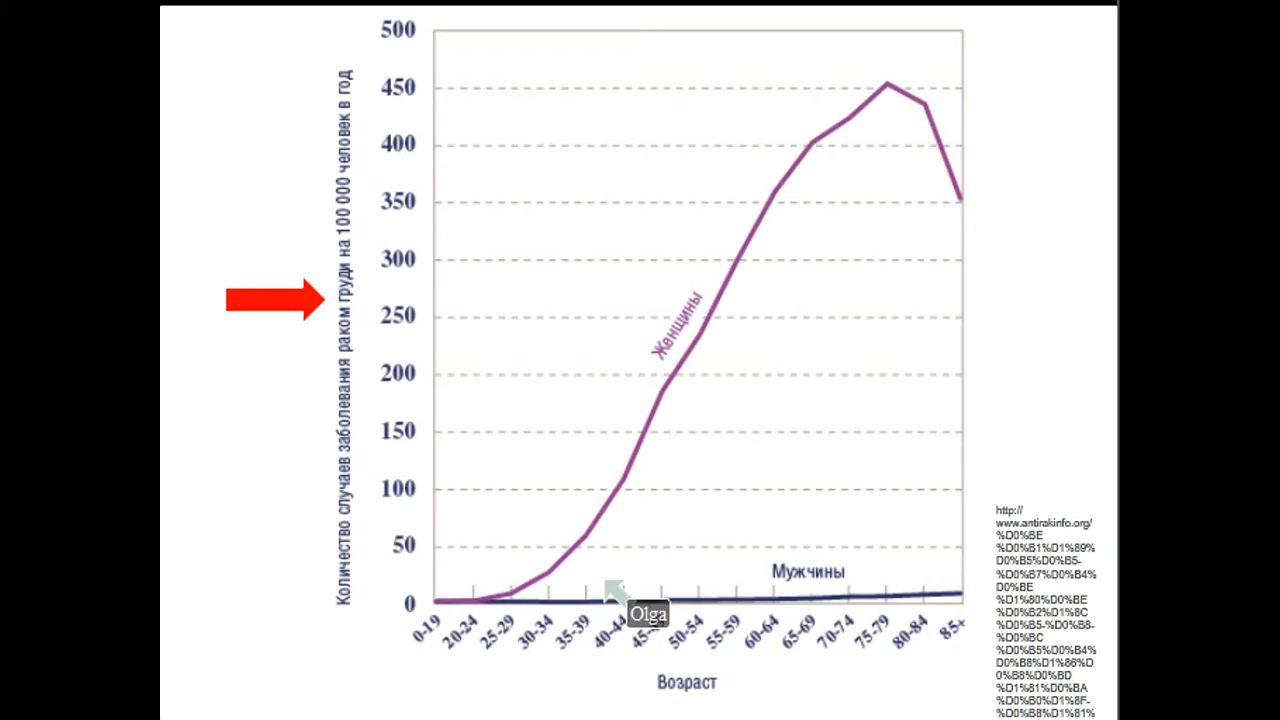 Количество случаев заболевания раком груди на 100 000 человек в год
500
450
400
350
300
250
200
150
100
50
0
Женщины
Мужчины
Olga
0-19
20-24
25-29
30-34
35-39
40-44
50-54
55-59
60-64
65-69
70-74
75-79
80-84
85+
Возраст
http://
www.antirakinfo.org/
%D0%BE
%D0%B1%D1%89%
D0%B5%D0%B5-
%D0%B7%D0%B4%
D0%BE
%D1%80%D0%BE
%D0%B2%D1%8C
%D0%B5-%D0%B8-
%D0%BC
%D0%B5%D0%B4%
D0%B8%D1%86%D
0%B8%D0%BD
%D1%81%D0%BA
%D0%B0%D1%8F-
%D0%B8%D1%81%